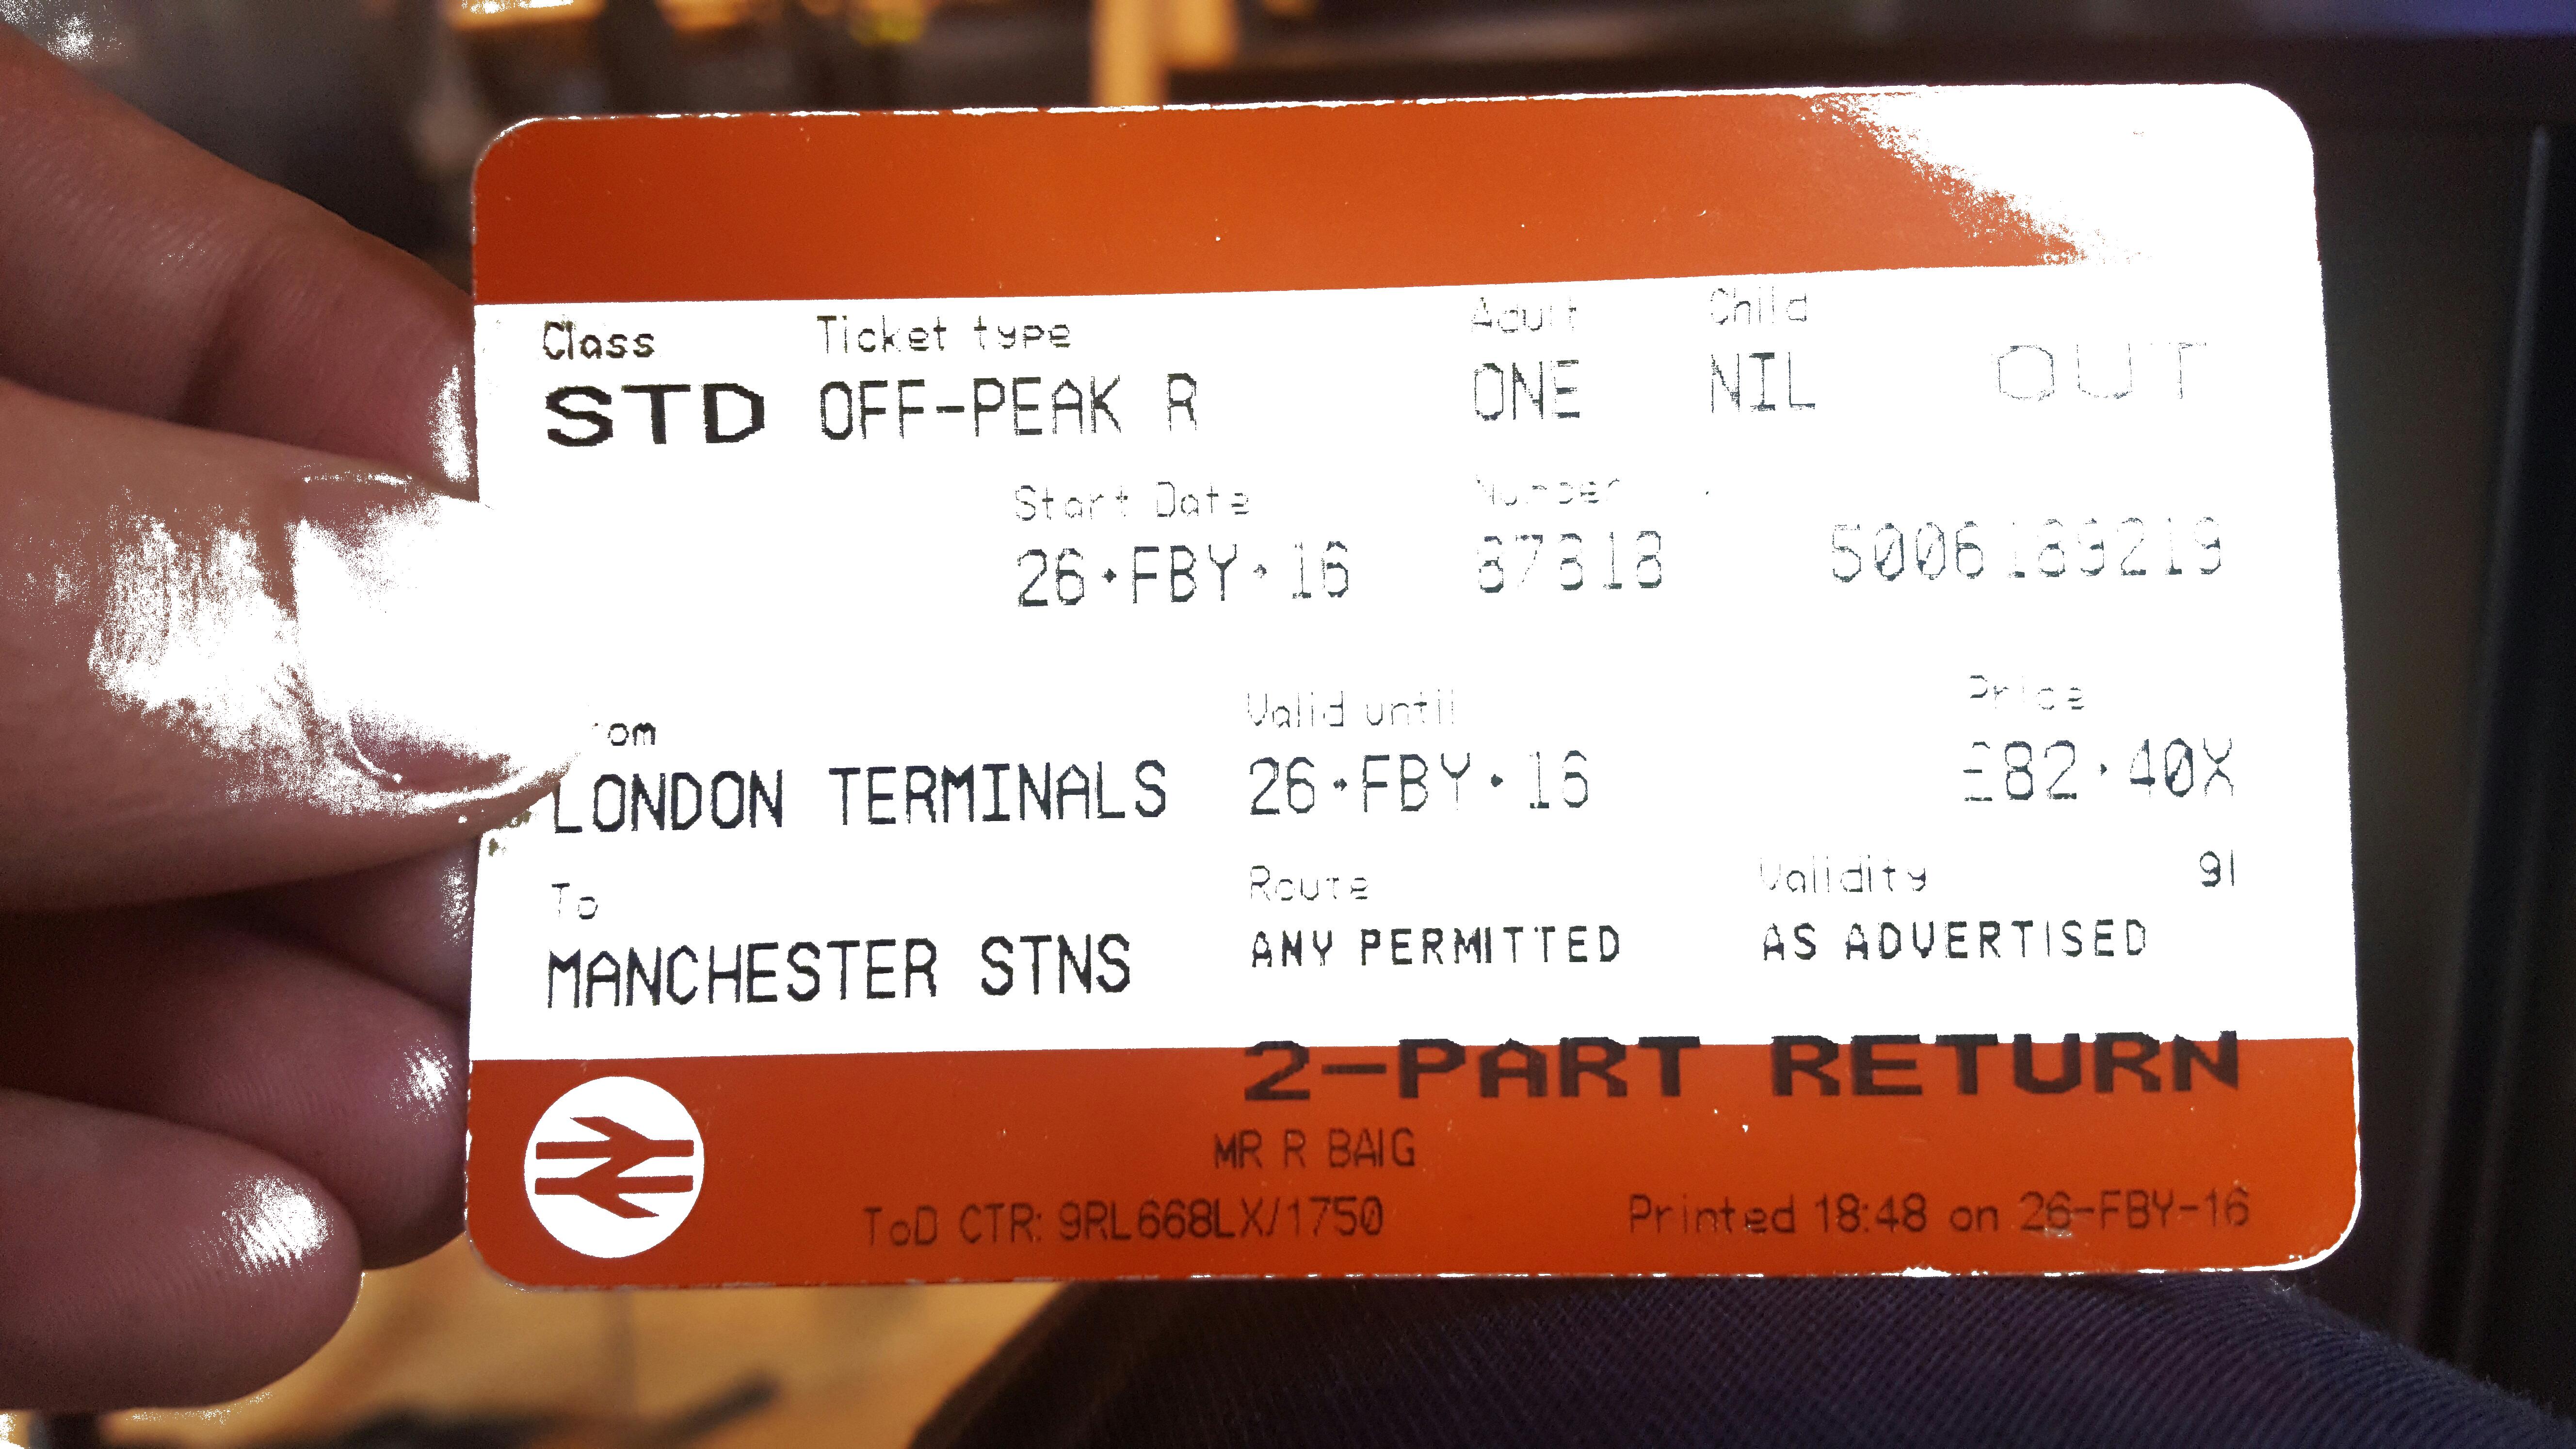 Class Ticket type Adult Child
STD OFF-PEAK R ONE NIL OUT
Start Date Number
26·FBY·16 87818 5006189219
om Valid until Price
LONDON TERMINALS 26·FBY·16 £82·40X
To Route Validity 91
MANCHESTER STNS ANY PERMITTED AS ADVERTISED
2-PART RETURN
MR R BAIG
ToD CTR: 9RL668LX/1750 Printed 18:48 on 26-FBY-16